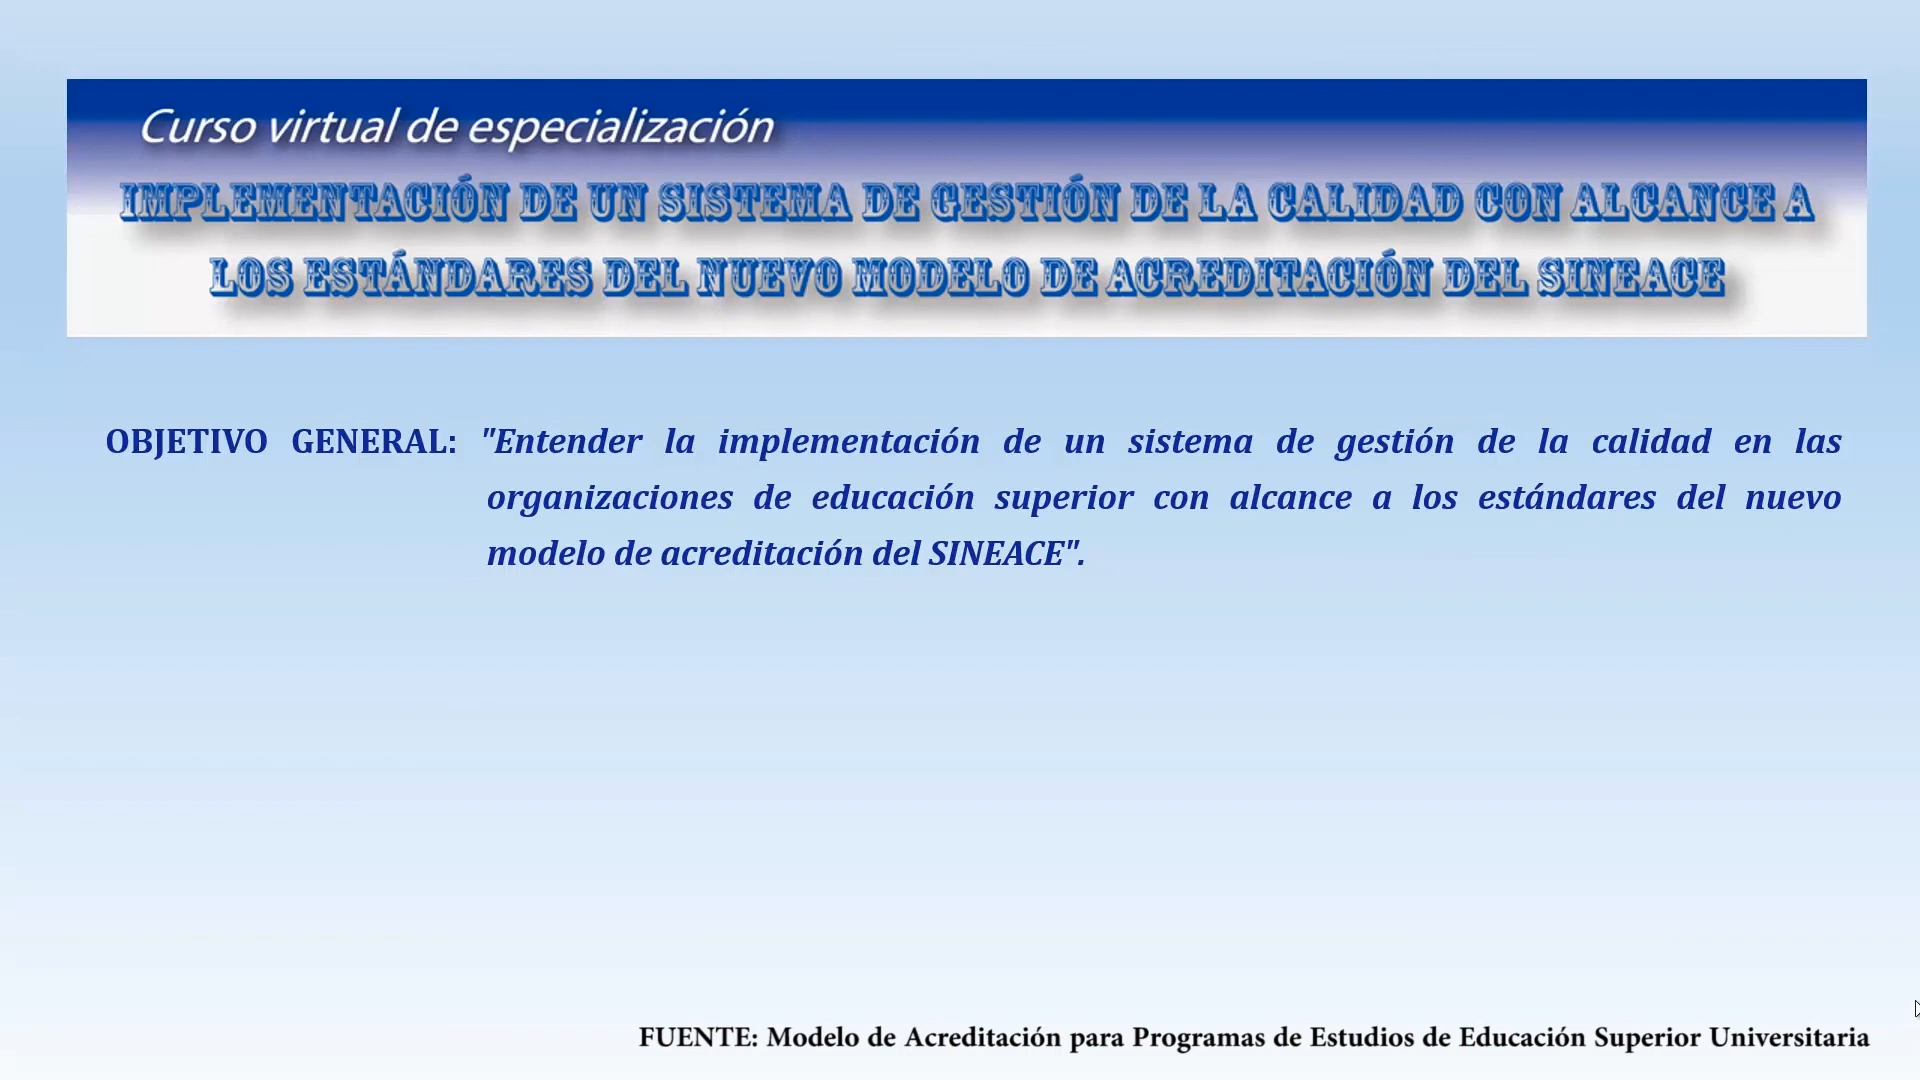 Curso virtual de especialización
IMPLEMENTACIÓN DE UN SISTEMA DE GESTIÓN DE LA CALIDAD CON ALCANCE A
LOS ESTÁNDARES DEL NUEVO MODELO DE ACREDITACIÓN DEL SINEACE
OBJETIVO GENERAL: "Entender la implementación de un sistema de gestión de la calidad en las
organizaciones de educación superior con alcance a los estándares del nuevo
modelo de acreditación del SINEACE".
FUENTE: Modelo de Acreditación para Programas de Estudios de Educación Superior Universitaria